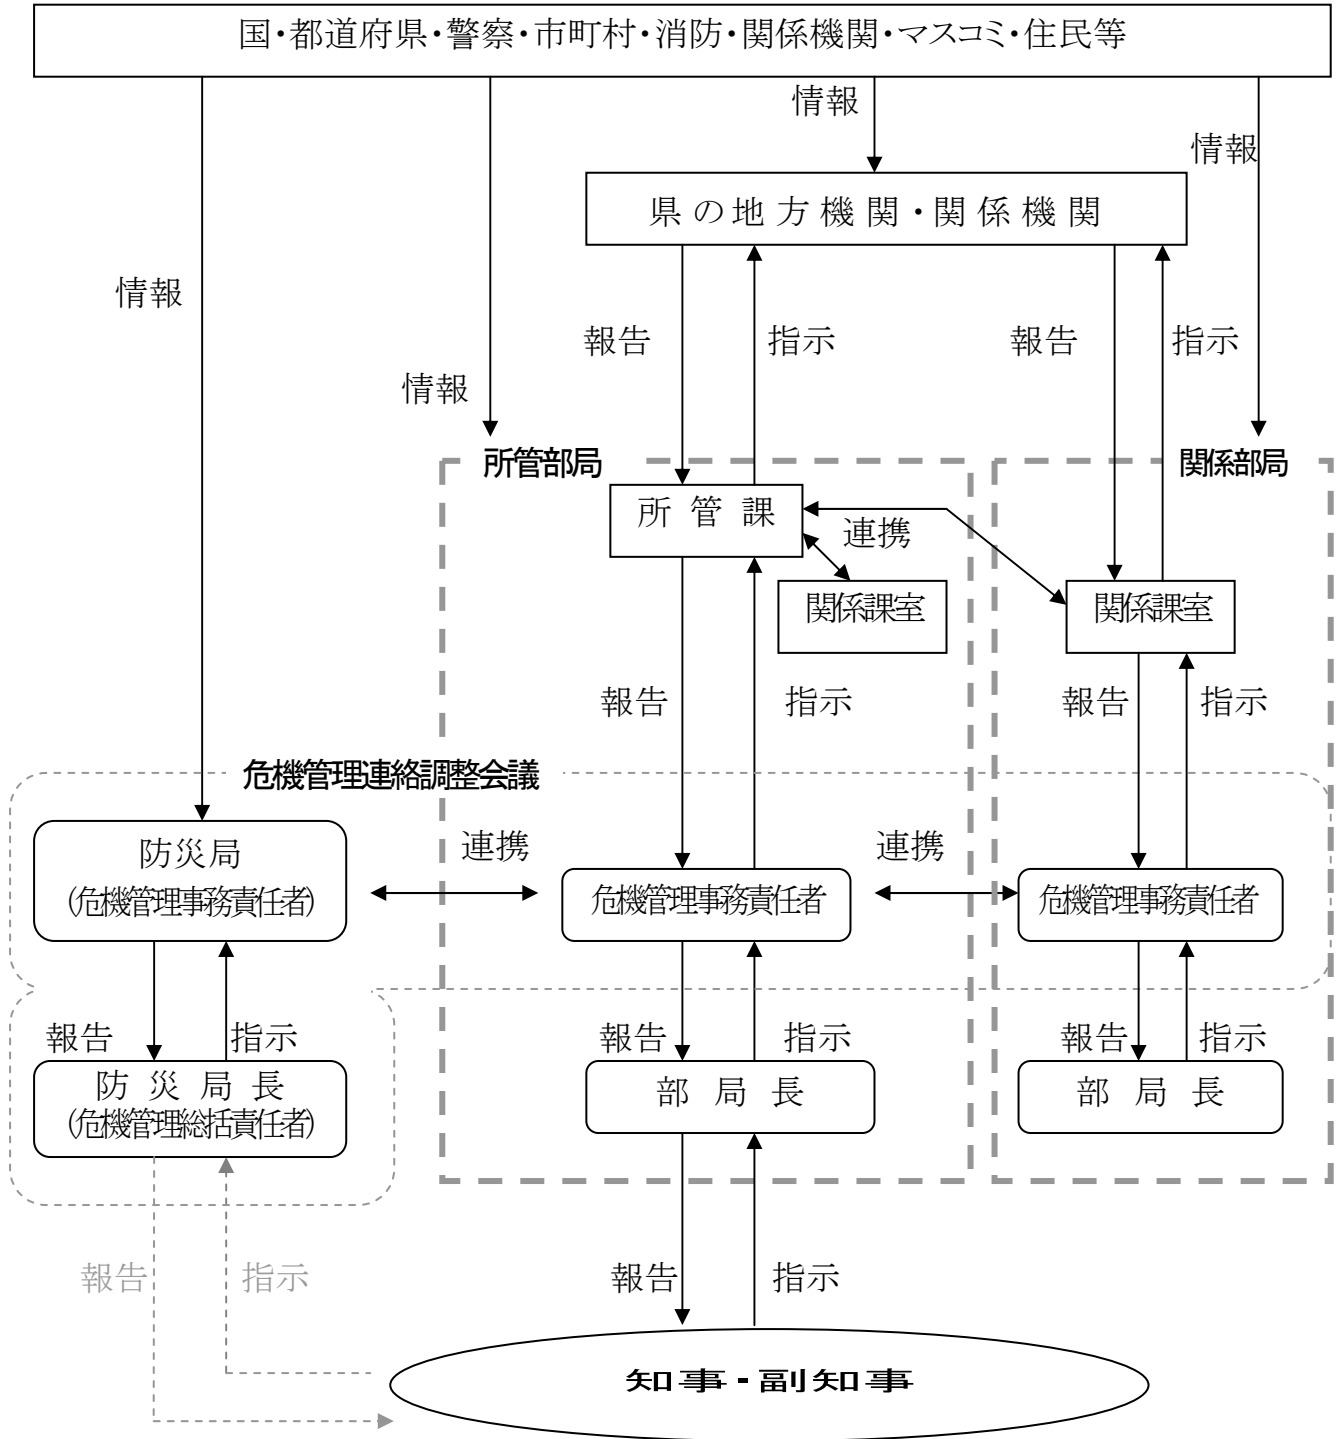 国・都道府県・警察・市町村・消防・関係機関・マスコミ・住民等
情報
情報
県の地方機関・関係機関
情報
報告
指示
報告
指示
情報
所管部局
関係部局
所管課
連携
関係課室
関係課室
報告
指示
報告
指示
危機管理連絡調整会議
防災局
(危機管理事務責任者)
連携
危機管理事務責任者
連携
危機管理事務責任者
報告
指示
報告
指示
報告
指示
防災局長
(危機管理総括責任者)
部局長
部局長
報告
指示
報告
指示
知事・副知事